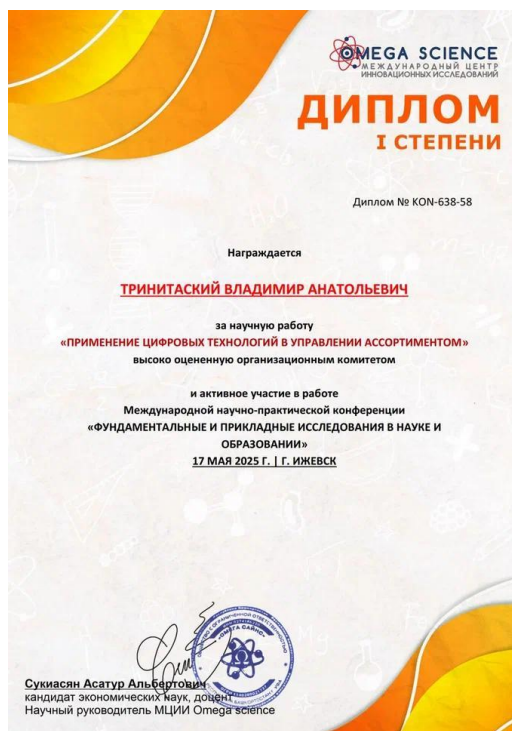 OMEGA SCIENCE
МЕЖДУНАРОДНЫЙ ЦЕНТР
ИННОВАЦИОННЫХ ИССЛЕДОВАНИЙ
ДИПЛОМ
I СТЕПЕНИ
Диплом № KON-638-58
Награждается
ТРИНИТАСКИЙ ВЛАДИМИР АНАТОЛЬЕВИЧ
за научную работу
«ПРИМЕНЕНИЕ ЦИФРОВЫХ ТЕХНОЛОГИЙ В УПРАВЛЕНИИ АССОРТИМЕНТОМ»
высоко оцененную организационным комитетом
и активное участие в работе
Международной научно-практической конференции
«ФУНДАМЕНТАЛЬНЫЕ И ПРИКЛАДНЫЕ ИССЛЕДОВАНИЯ В НАУКЕ И
ОБРАЗОВАНИИ»
17 МАЯ 2025 Г. | Г. ИЖЕВСК
«ОМЕГА САЙНС»
Сукиасян Асатур Альбертович
кандидат экономических наук, доцент
Научный руководитель МЦИИ Omega science